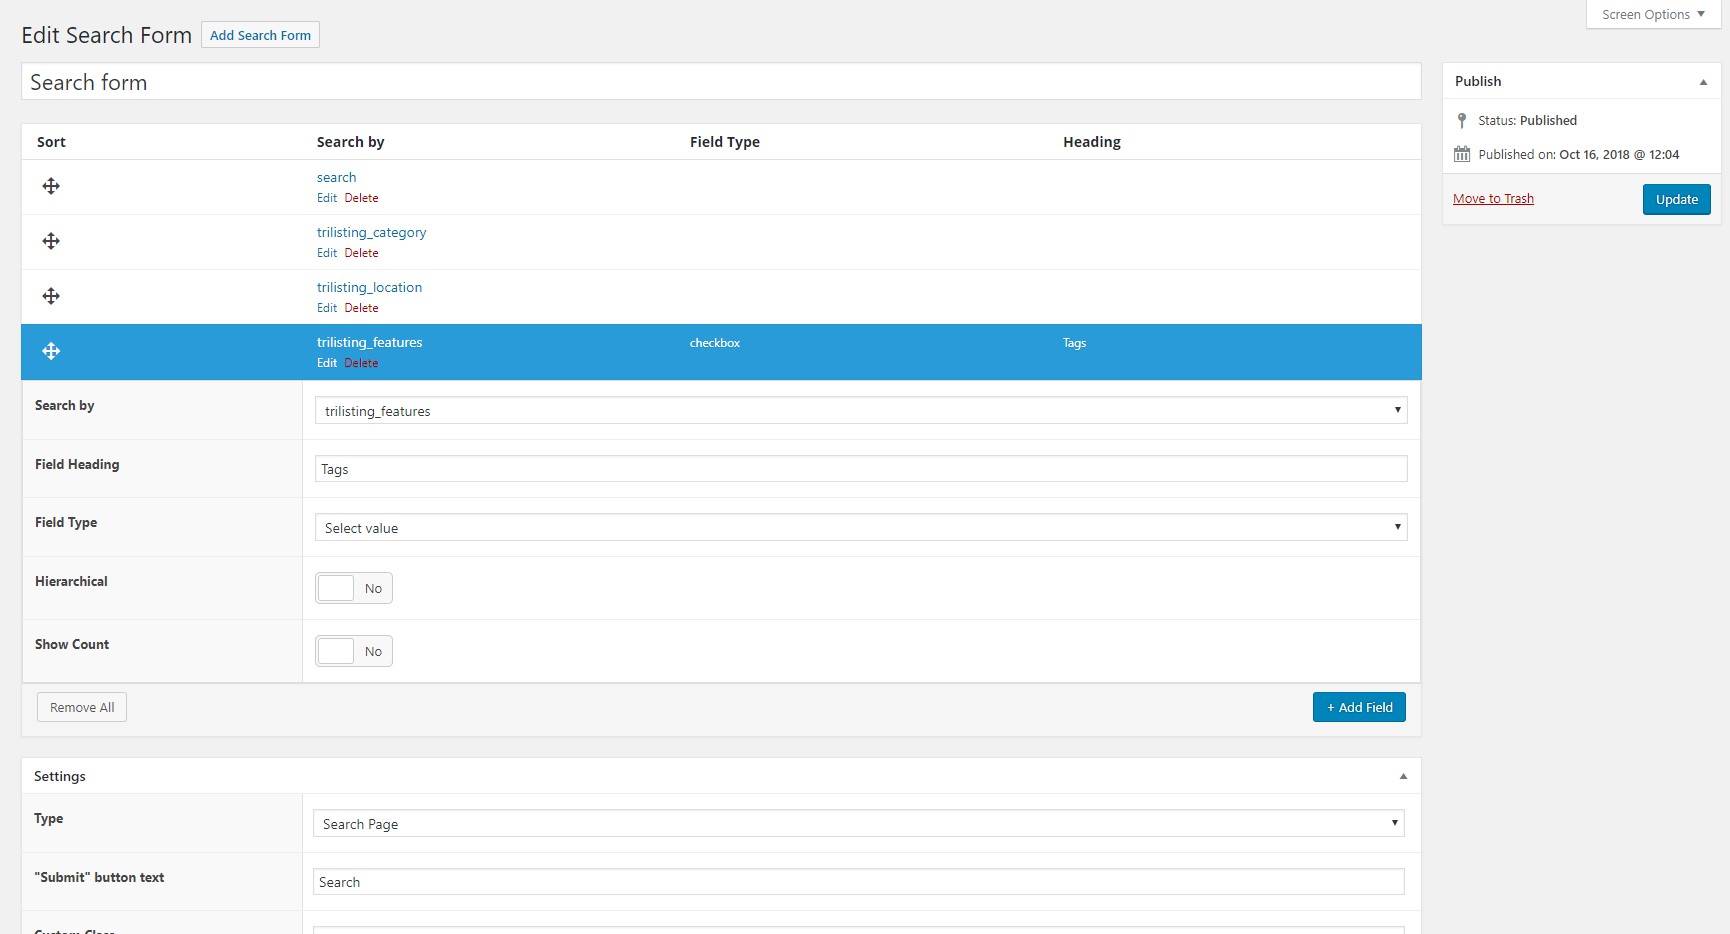 Screen Options
Edit Search Form Add Search Form
Search form
Sort Search by Field Type Heading
search
Edit Delete
trilisting_category
Edit Delete
trilisting_location
Edit Delete
trilisting_features checkbox Tags
Edit Delete
Search by trilisting_features
Field Heading Tags
Field Type Select value
Hierarchical No
Show Count No
Remove All + Add Field
Settings
Type Search Page
"Submit" button text Search
Custom Class
Publish
Status: Published
Published on: Oct 16, 2018 @ 12:04
Move to Trash Update